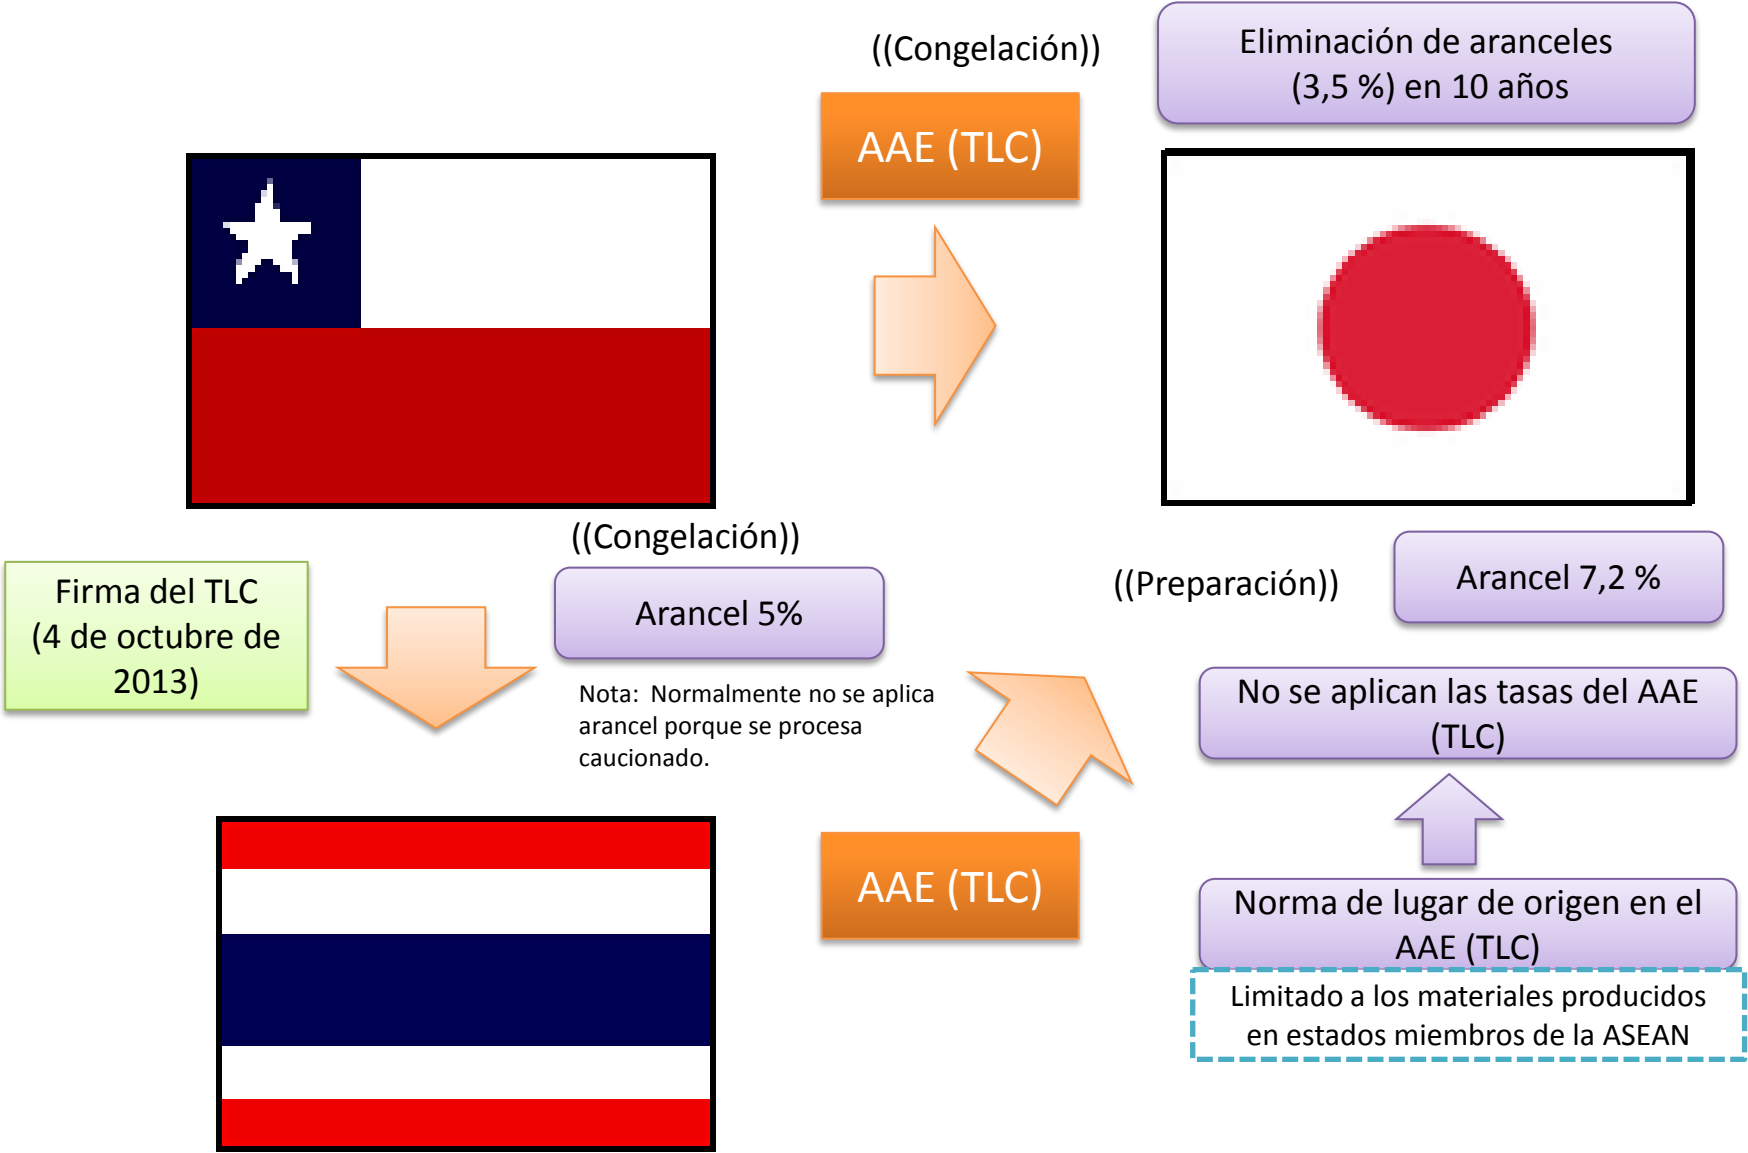 ((Congelación))
Eliminación de aranceles
(3,5 %) en 10 años
AAE (TLC)
((Congelación))
Firma del TLC
(4 de octubre de
2013)
Arancel 5%
Nota:  Normalmente no se aplica
arancel porque se procesa
caucionado.
((Preparación))
Arancel 7,2 %
No se aplican las tasas del AAE
(TLC)
AAE (TLC)
Norma de lugar de origen en el
AAE (TLC)
Limitado a los materiales producidos
en estados miembros de la ASEAN